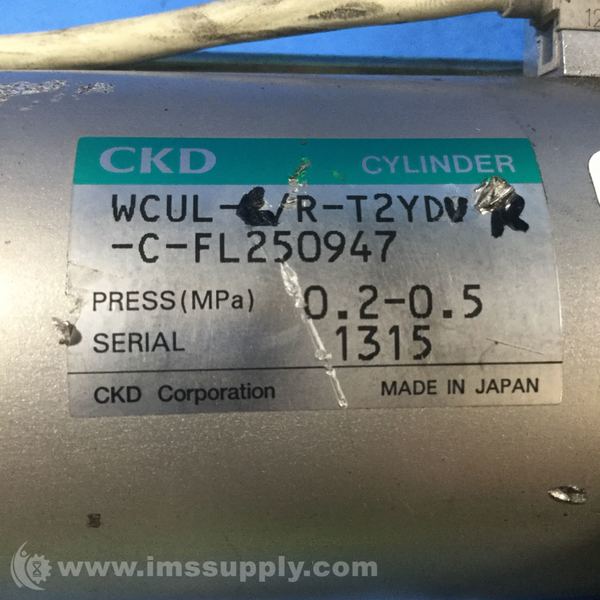 12
CKD CYLINDER
WCUL- /R-T2YDV R
-C-FL250947
PRESS(MPa) 0.2-0.5
SERIAL 1315
CKD Corporation MADE IN JAPAN
www.imssupply.com